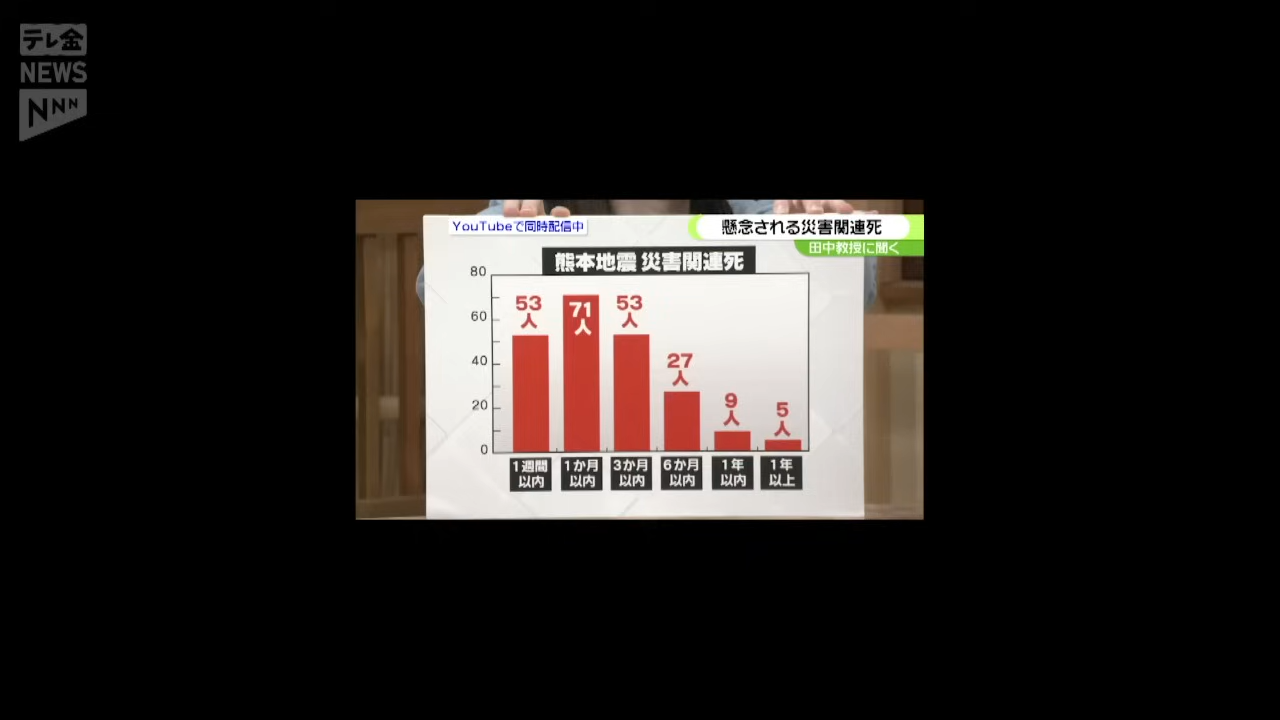 テレ金
NEWS
NNN
YouTubeで同時配信中
懸念される災害関連死
田中教授に聞く
熊本地震 災害関連死
80
60
40
20
0
53
人
71
人
53
人
27
人
9
人
5
人
1週間
以内
1か月
以内
3か月
以内
6か月
以内
1年
以内
1年
以上